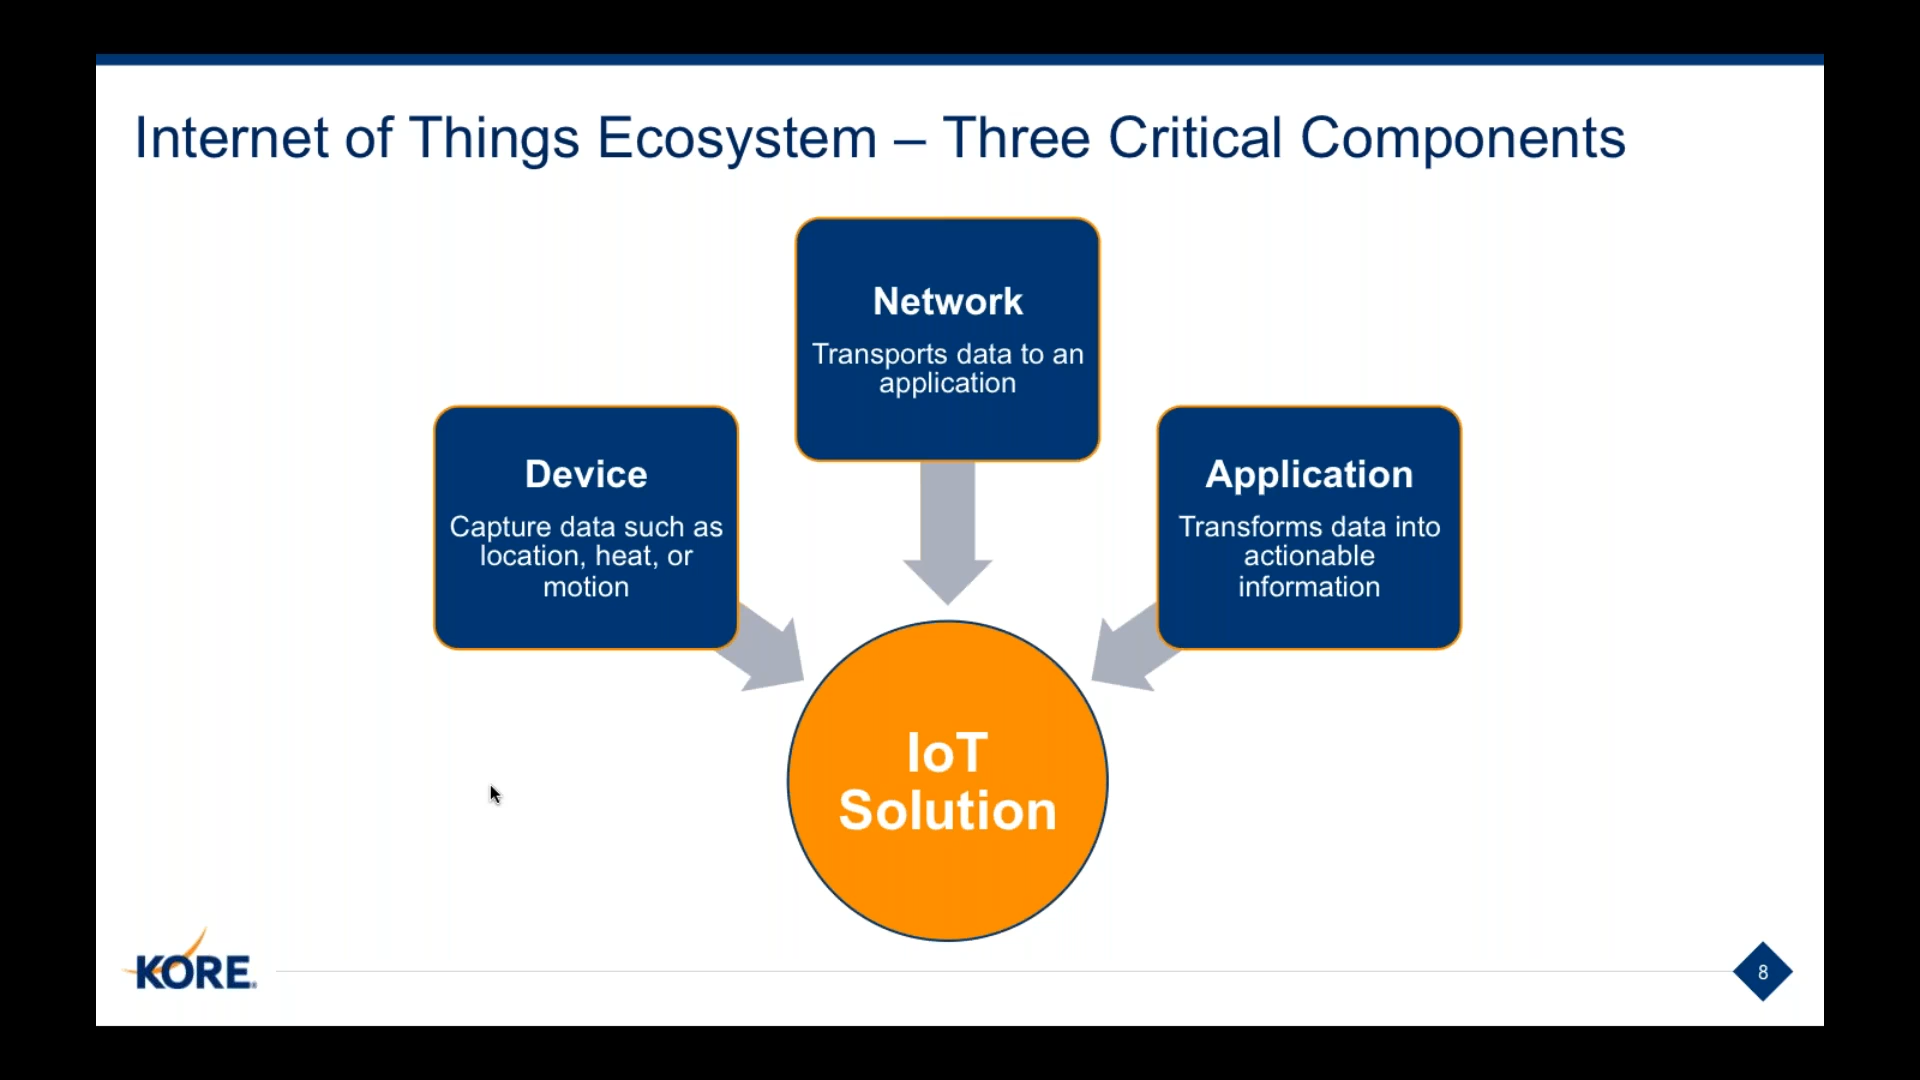 Internet of Things Ecosystem – Three Critical Components
Network
Transports data to an
application
Device
Capture data such as
location, heat, or
motion
Application
Transforms data into
actionable
information
IoT
Solution
KORE
8